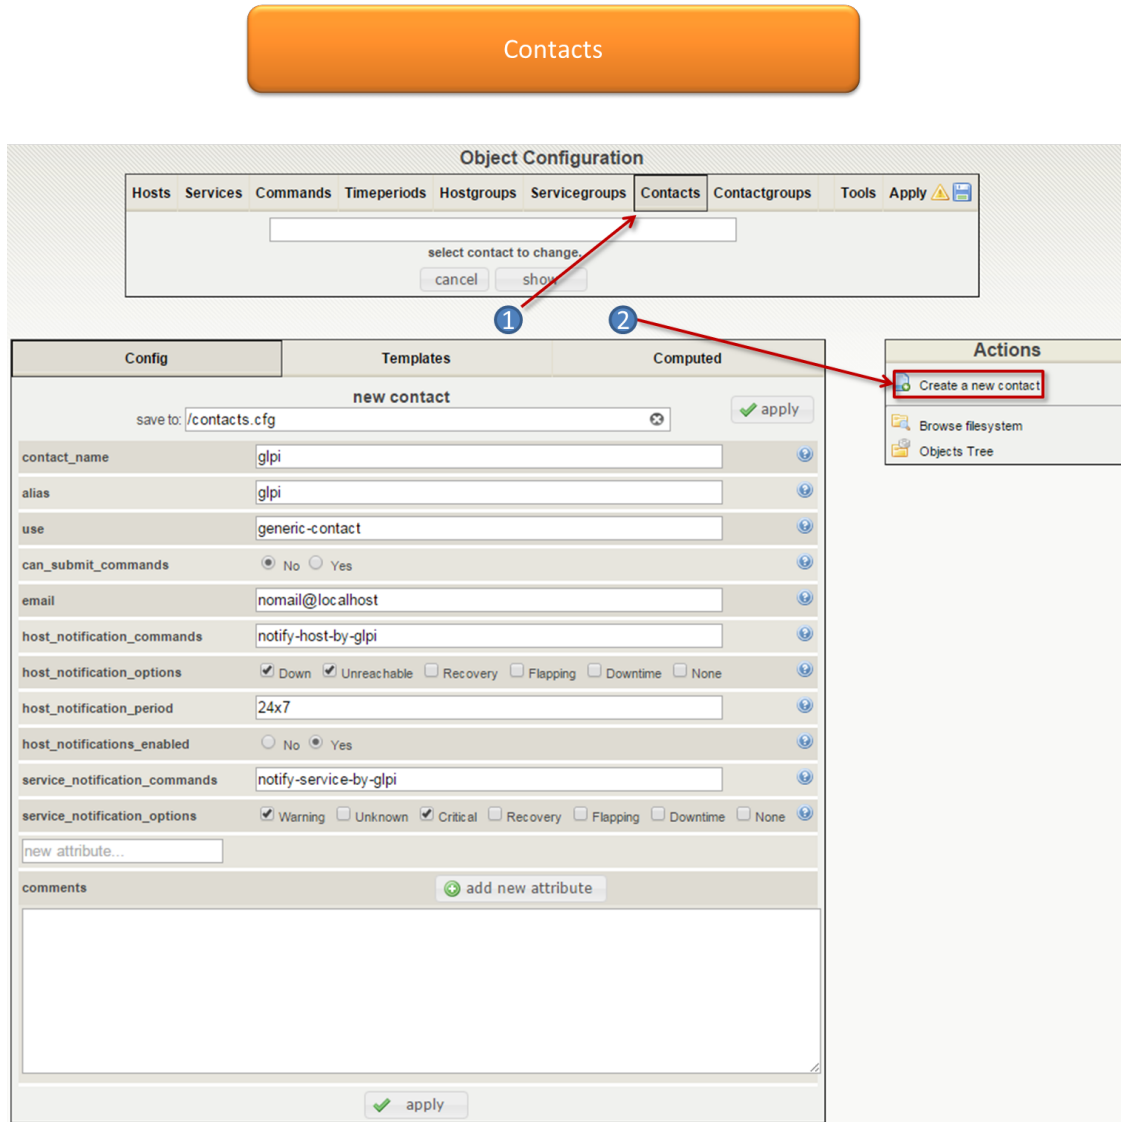 Contacts
Object Configuration
Hosts Services Commands Timeperiods Hostgroups Servicegroups Contacts Contactgroups Tools Apply
select contact to change.
cancel show
1 2
Config Templates Computed
Actions
Create a new contact
Browse filesystem
Objects Tree
new contact
save to: /contacts.cfg
apply
contact_name glpi
alias glpi
use generic-contact
can_submit_commands No Yes
email nomail@localhost
host_notification_commands notify-host-by-glpi
host_notification_options Down Unreachable Recovery Flapping Downtime None
host_notification_period 24x7
host_notifications_enabled No Yes
service_notification_commands notify-service-by-glpi
service_notification_options Warning Unknown Critical Recovery Flapping Downtime None
new attribute...
comments add new attribute
apply